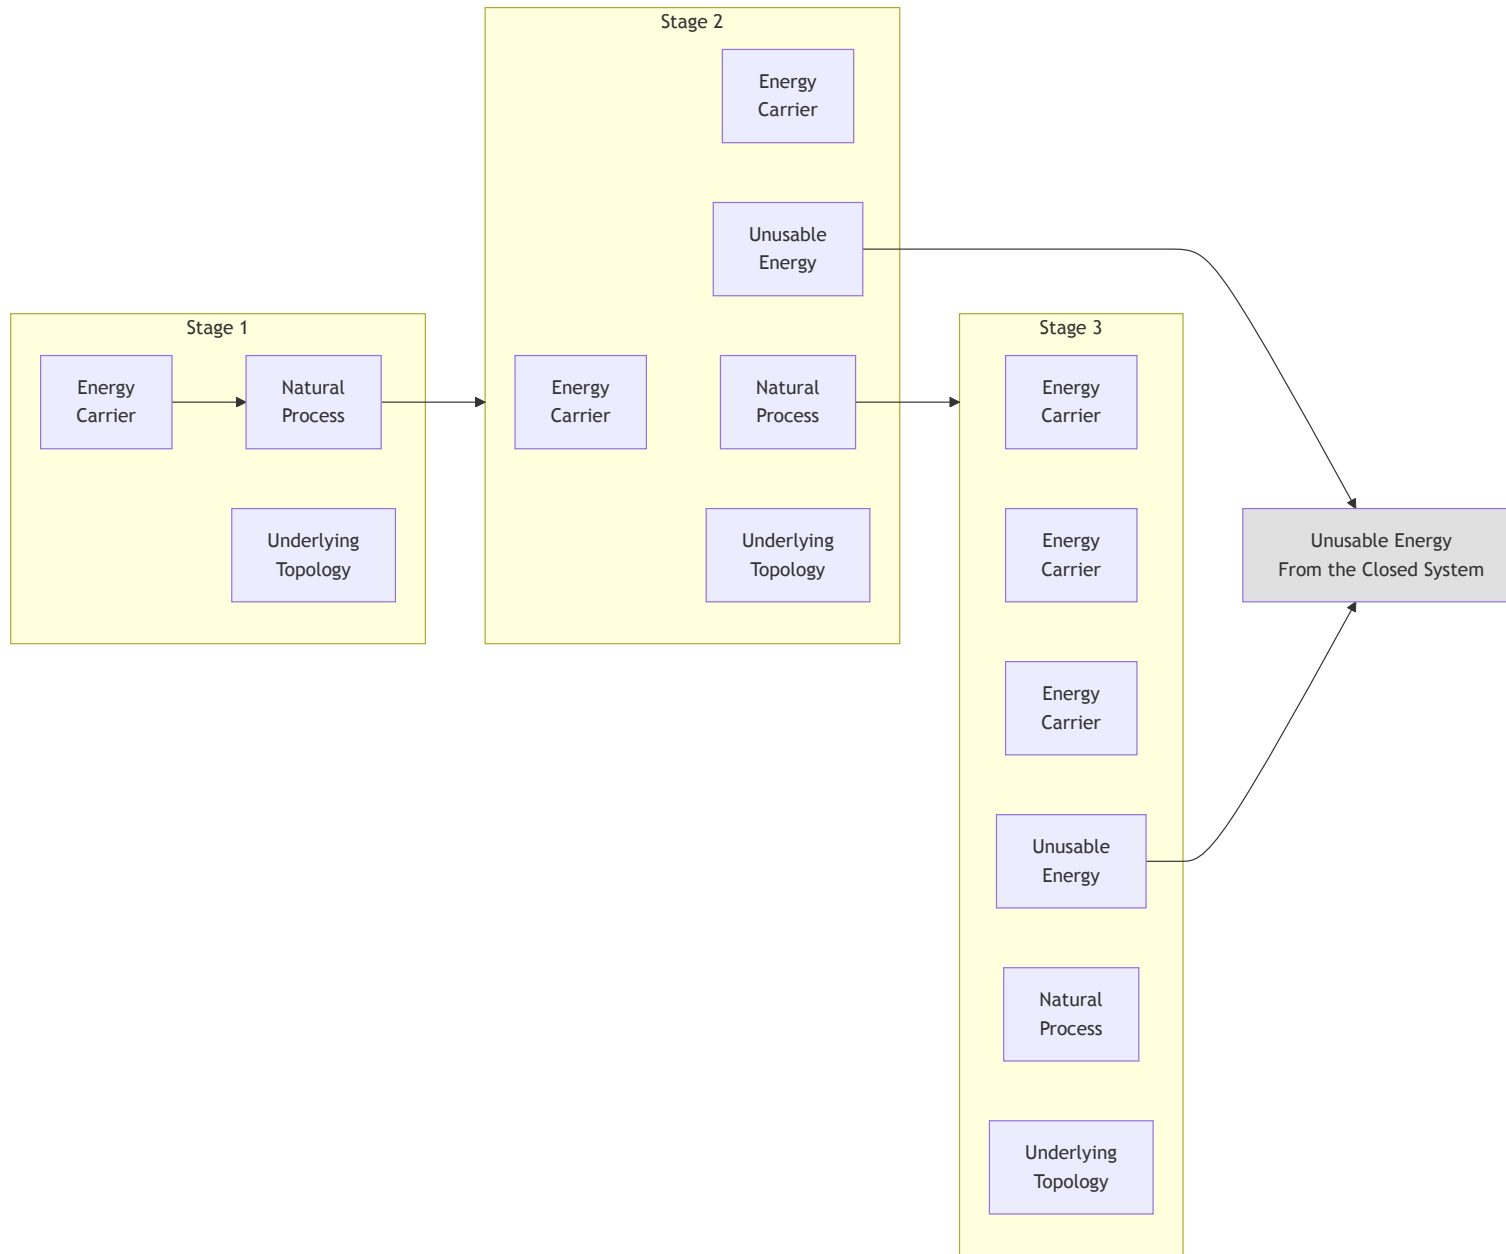 Stage 2
Energy
Carrier
Unusable
Energy
Stage 1
Energy
Carrier
Natural
Process
Underlying
Topology
Energy
Carrier
Natural
Process
Underlying
Topology
Stage 3
Energy
Carrier
Energy
Carrier
Energy
Carrier
Unusable
Energy
Natural
Process
Underlying
Topology
Unusable Energy
From the Closed System